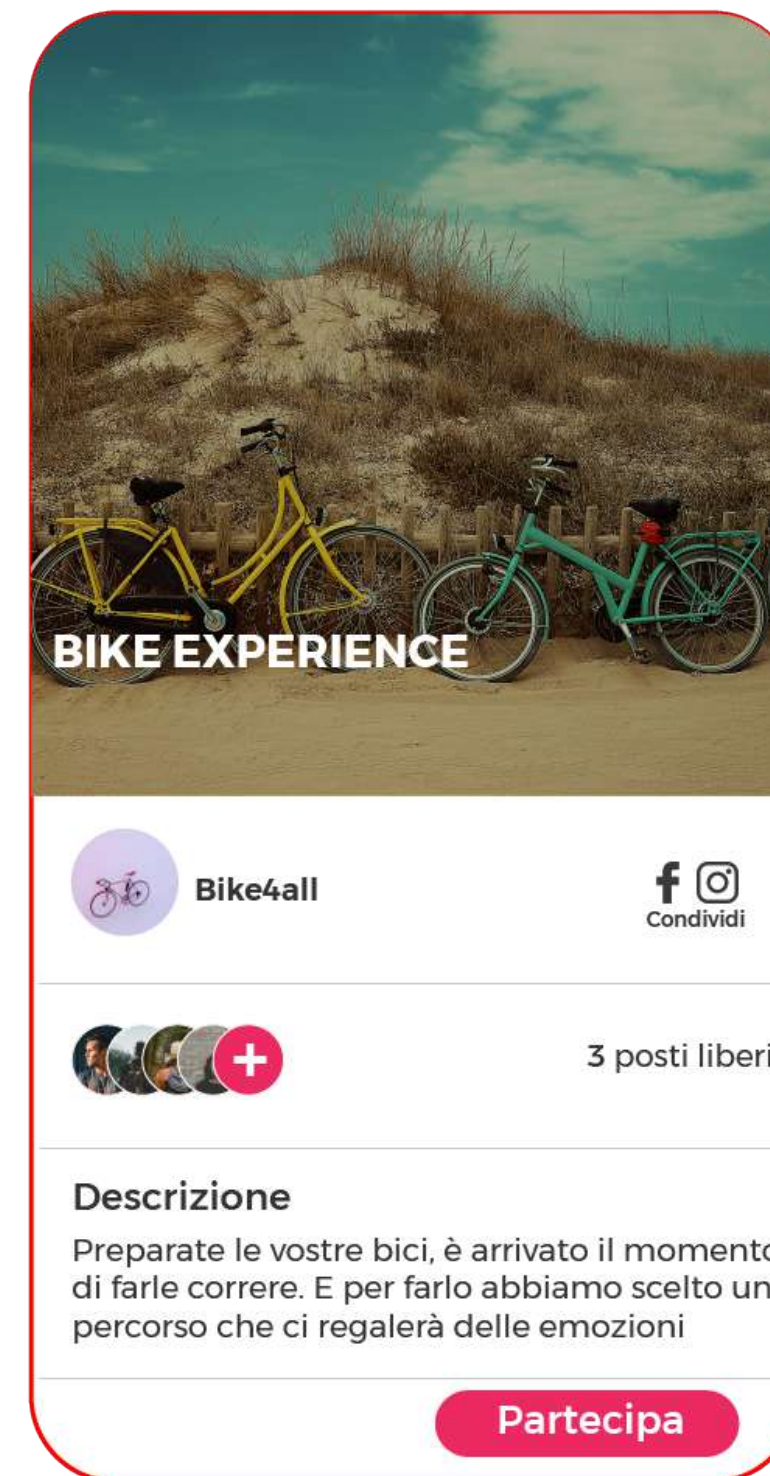 BIKE EXPERIENCE
Bike4all
Condividi
3 posti liberi
Descrizione
Preparate le vostre bici, è arrivato il momento
di farle correre. E per farlo abbiamo scelto un
percorso che ci regalerà delle emozioni
Partecipa